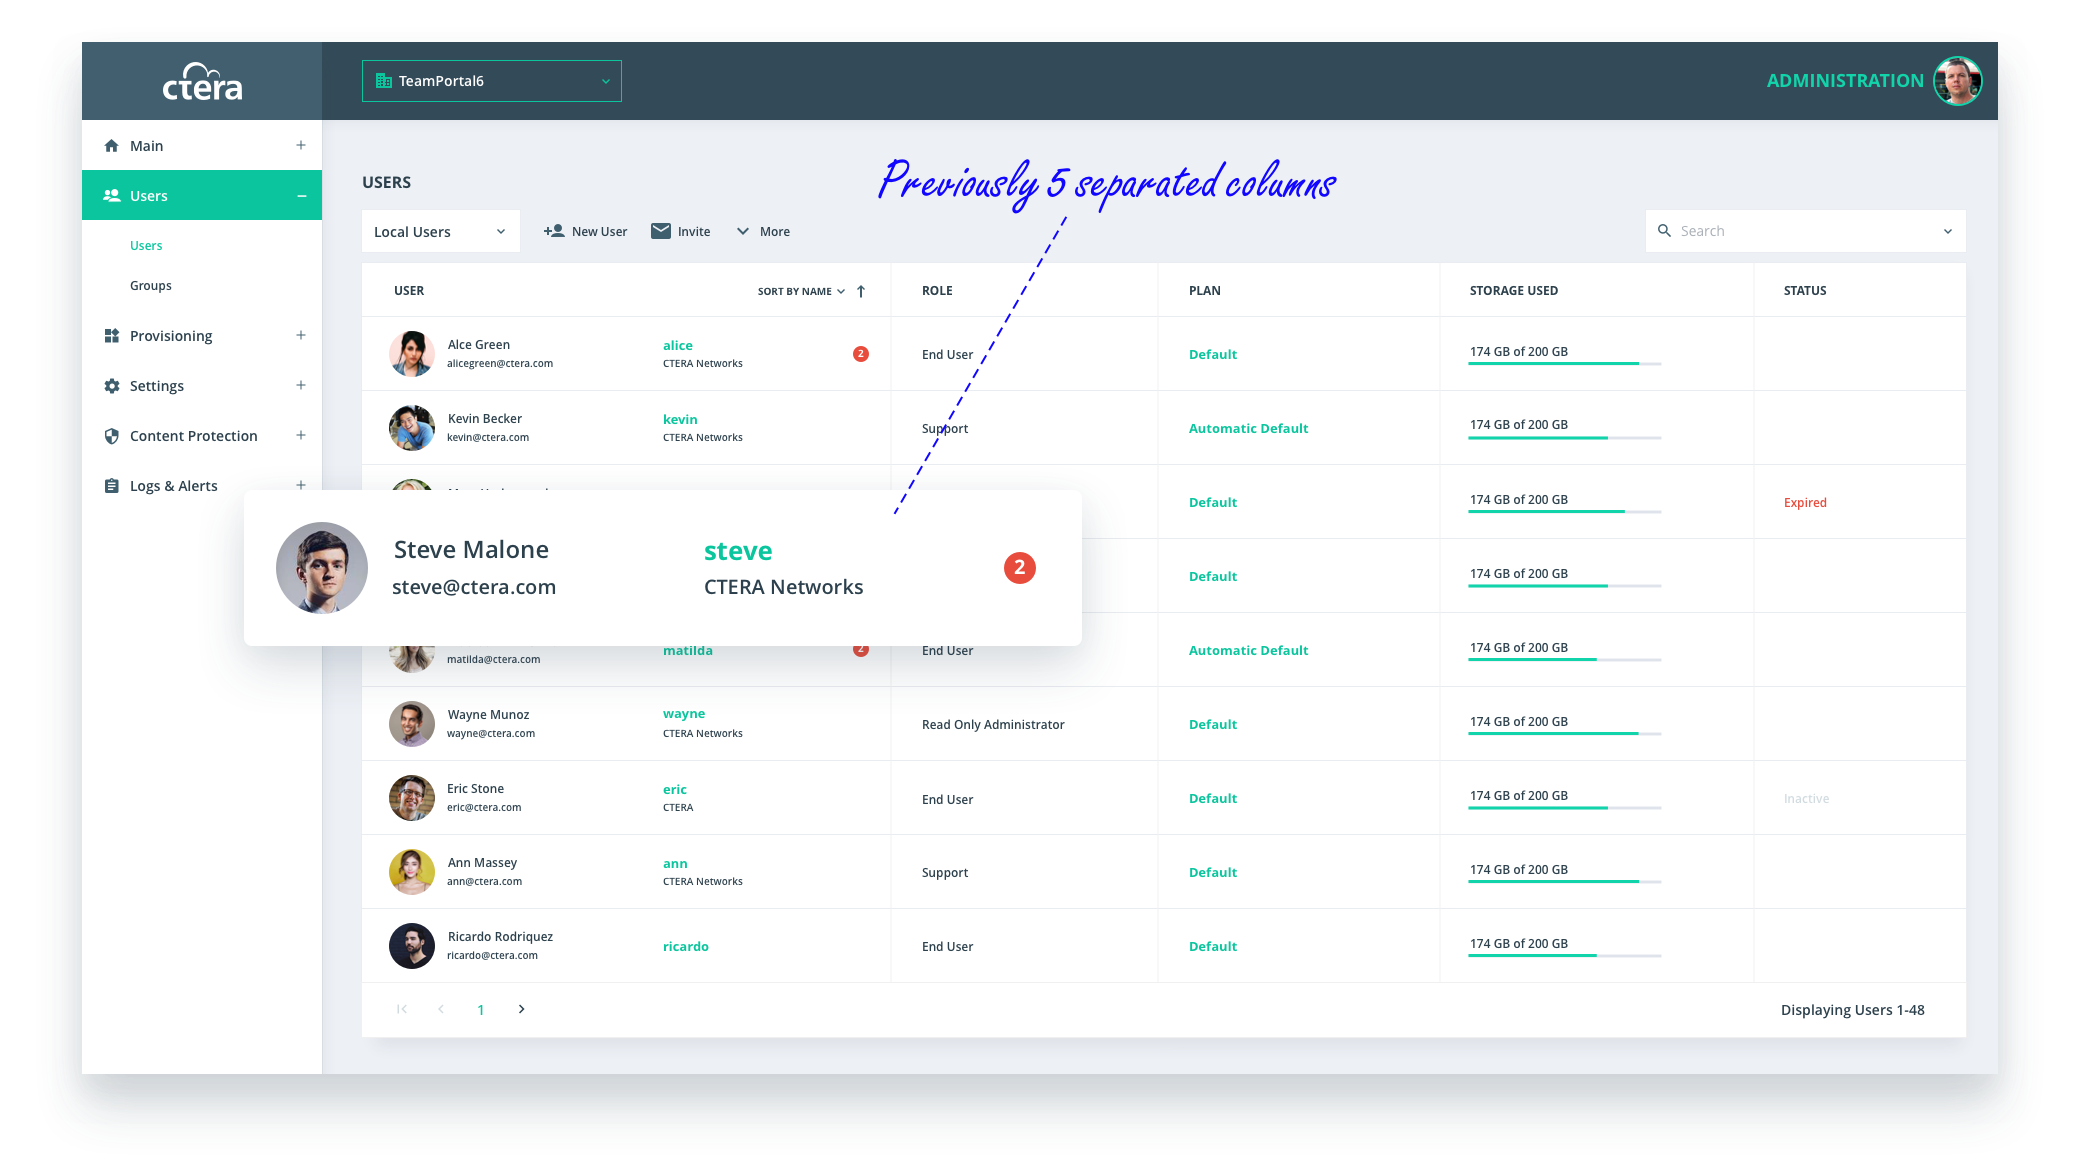 ctera
TeamPortal6
ADMINISTRATION
Main
Users
Users
Groups
Provisioning
Settings
Content Protection
Logs & Alerts
USERS
Previously 5 separated columns
Local Users
New User
Invite
More
Search
USER SORT BY NAME ROLE PLAN STORAGE USED STATUS
Alce Green alice 2 End User Default 174 GB of 200 GB
alicegreen@ctera.com CTERA Networks
Kevin Becker kevin Support Automatic Default 174 GB of 200 GB
kevin@ctera.com CTERA Networks
Default 174 GB of 200 GB Expired
Steve Malone steve 2
steve@ctera.com CTERA Networks
Default 174 GB of 200 GB
matilda@ctera.com matilda 2 End User Automatic Default 174 GB of 200 GB
Wayne Munoz wayne Read Only Administrator Default 174 GB of 200 GB
wayne@ctera.com CTERA Networks
Eric Stone eric End User Default 174 GB of 200 GB Inactive
eric@ctera.com CTERA
Ann Massey ann Support Default 174 GB of 200 GB
ann@ctera.com CTERA Networks
Ricardo Rodriquez ricardo End User Default 174 GB of 200 GB
ricardo@ctera.com
1
Displaying Users 1-48